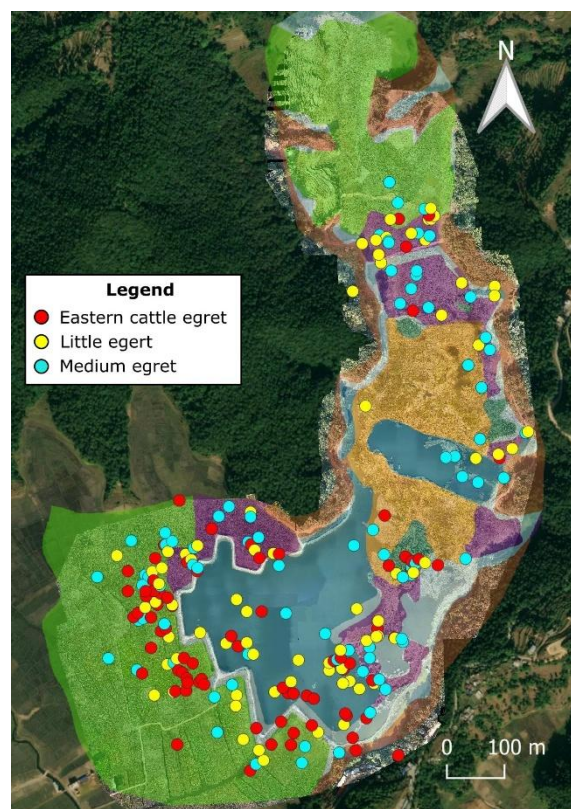 N
Legend
Eastern cattle egret
Little egert
Medium egret
0 100 m